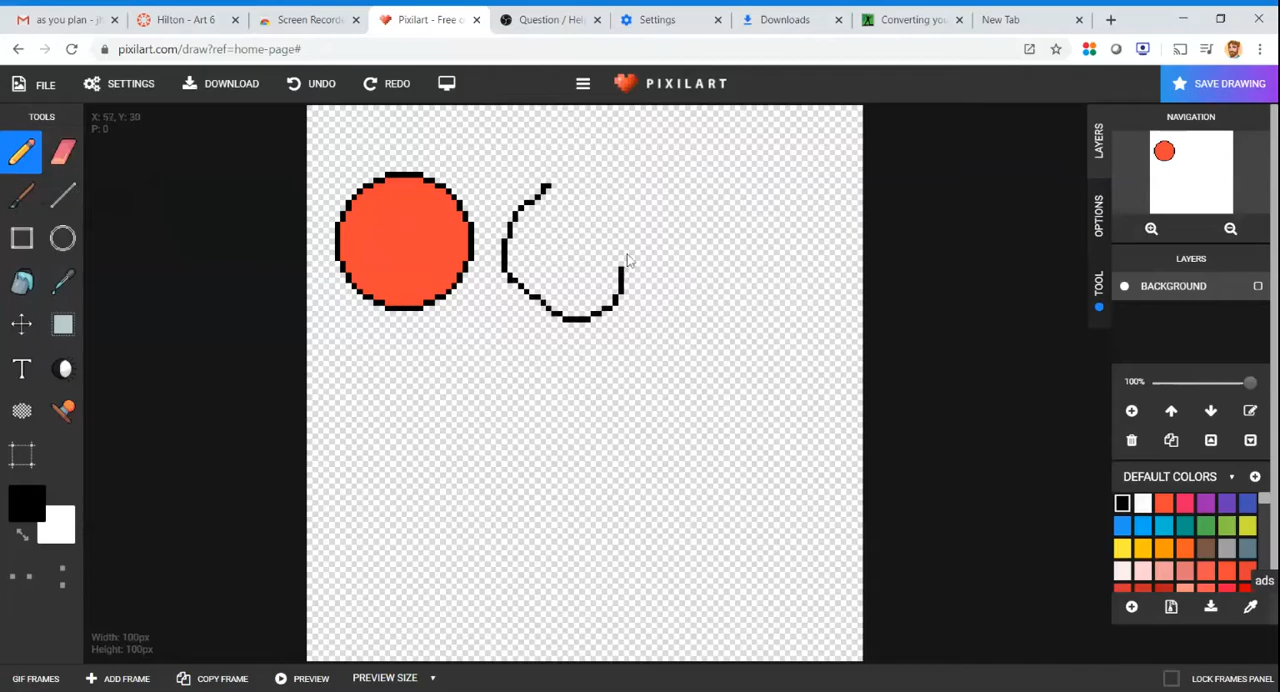 as you plan - jh
Hilton - Art 6
Screen Recorde
Pixilart - Free o
Question / Help
Settings
Downloads
Converting you
New Tab
pixilart.com/draw?ref=home-page#
FILE
SETTINGS
DOWNLOAD
UNDO
REDO
PIXILART
SAVE DRAWING
TOOLS
X: 57, Y: 30
P: 0
NAVIGATION
LAYERS
OPTIONS
TOOL
LAYERS
BACKGROUND
100%
DEFAULT COLORS
ads
Width: 100px
Height: 100px
GIF FRAMES
ADD FRAME
COPY FRAME
PREVIEW
PREVIEW SIZE
LOCK FRAMES PANEL